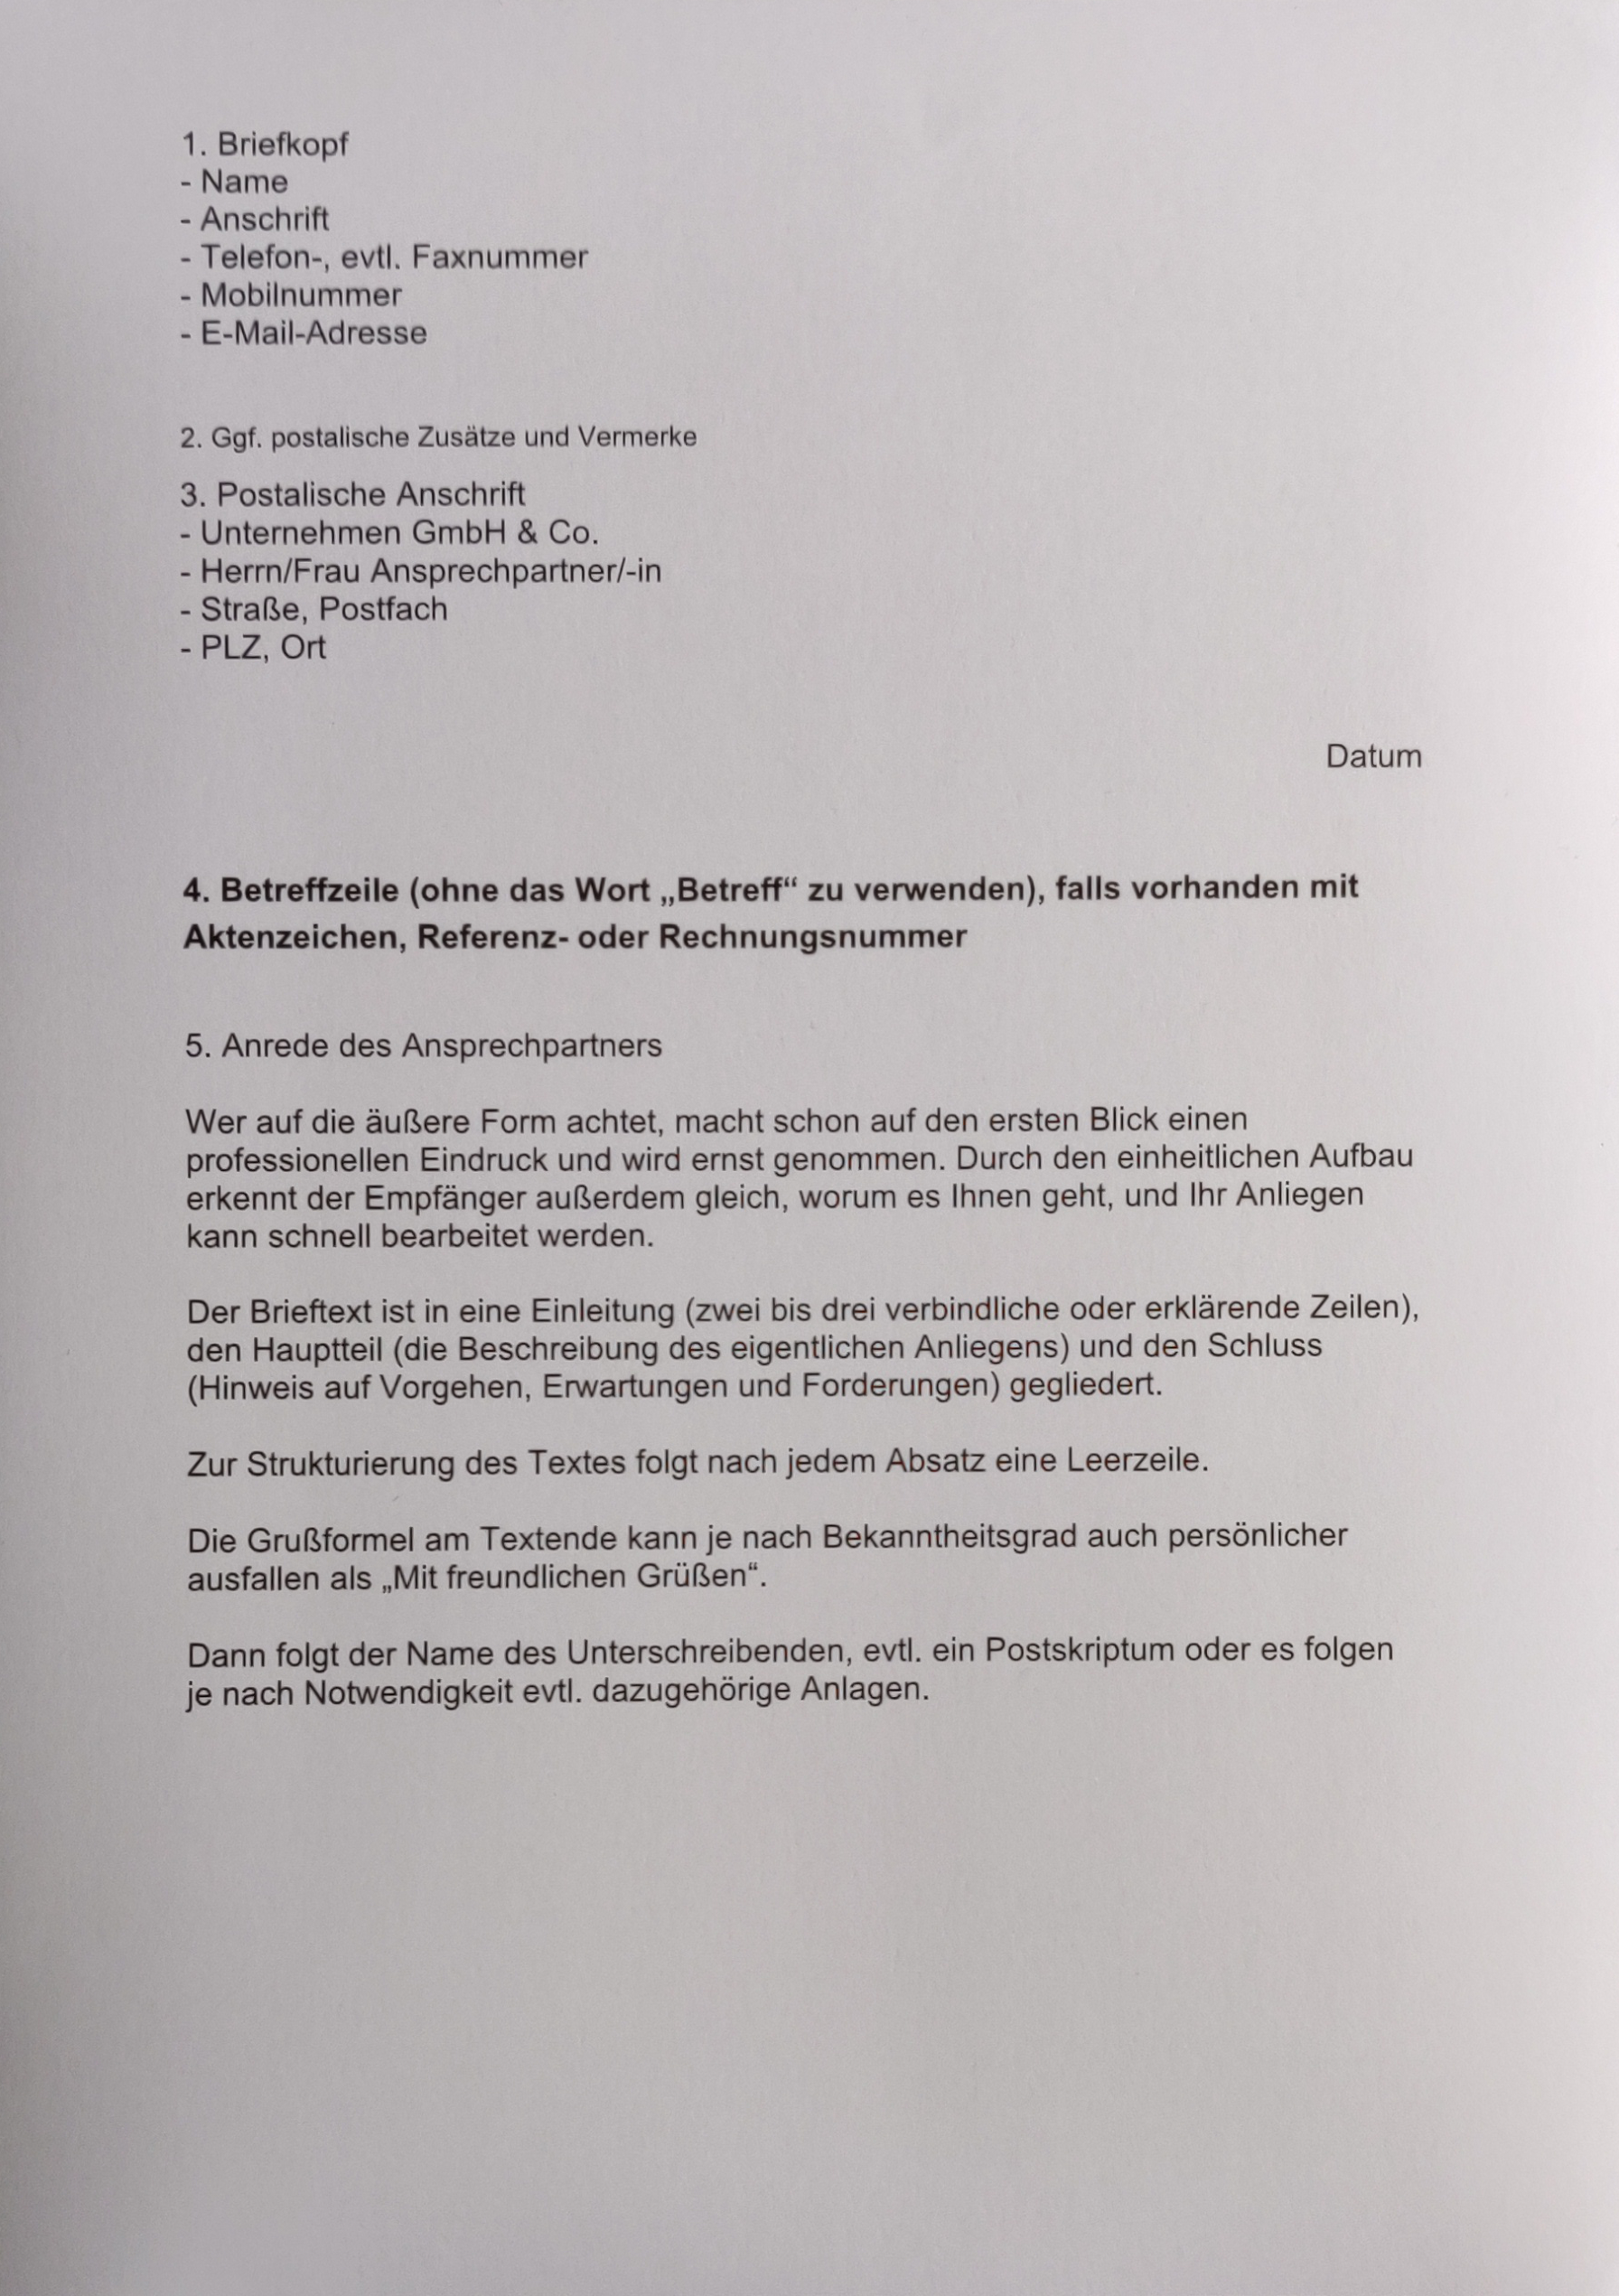 1. Briefkopf
- Name
- Anschrift
- Telefon-, evtl. Faxnummer
- Mobilnummer
- E-Mail-Adresse
2. Ggf. postalische Zusätze und Vermerke
3. Postalische Anschrift
- Unternehmen GmbH & Co.
- Herrn/Frau Ansprechpartner/-in
- Straße, Postfach
- PLZ, Ort
Datum
4. Betreffzeile (ohne das Wort „Betreff“ zu verwenden), falls vorhanden mit
Aktenzeichen, Referenz- oder Rechnungsnummer
5. Anrede des Ansprechpartners
Wer auf die äußere Form achtet, macht schon auf den ersten Blick einen
professionellen Eindruck und wird ernst genommen. Durch den einheitlichen Aufbau
erkennt der Empfänger außerdem gleich, worum es Ihnen geht, und Ihr Anliegen
kann schnell bearbeitet werden.
Der Brieftext ist in eine Einleitung (zwei bis drei verbindliche oder erklärende Zeilen),
den Hauptteil (die Beschreibung des eigentlichen Anliegens) und den Schluss
(Hinweis auf Vorgehen, Erwartungen und Forderungen) gegliedert.
Zur Strukturierung des Textes folgt nach jedem Absatz eine Leerzeile.
Die Grußformel am Textende kann je nach Bekanntheitsgrad auch persönlicher
ausfallen als „Mit freundlichen Grüßen“.
Dann folgt der Name des Unterschreibenden, evtl. ein Postskriptum oder es folgen
je nach Notwendigkeit evtl. dazugehörige Anlagen.